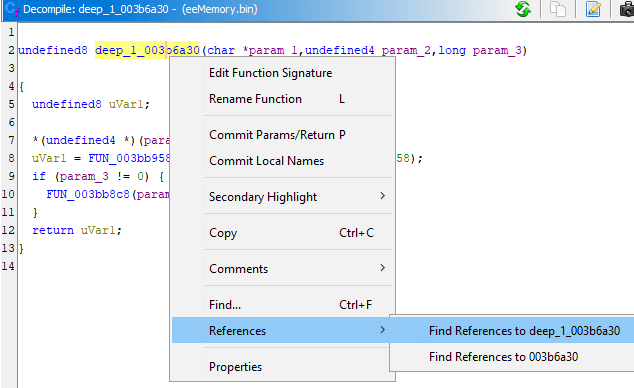 Decompile: deep_1_003b6a30 - (eeMemory.bin)
1
2 undefined8 deep_1_003b6a30(char *param_1,undefined4 param_2,long param_3)
3
4 {
5 undefined8 uVar1;
6
7 *(undefined4 *)(para
8 uVar1 = FUN_003bb958 58);
9 if (param_3 != 0) {
10 FUN_003bb8c8(param
11 }
12 return uVar1;
13 }
14
Edit Function Signature
Rename Function L
Commit Params/Return P
Commit Local Names
Secondary Highlight >
Copy Ctrl+C
Comments >
Find... Ctrl+F
References >
Properties
Find References to deep_1_003b6a30
Find References to 003b6a30